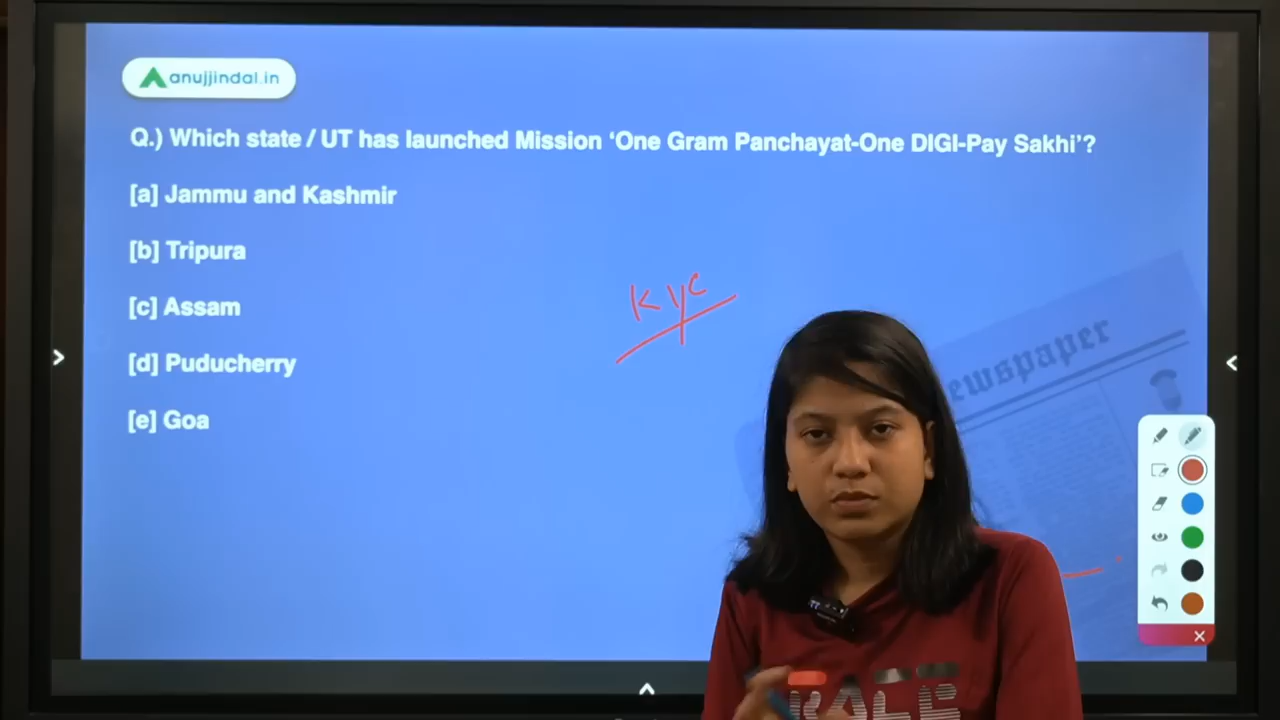 anujjindal.in
Q.) Which state / UT has launched Mission ‘One Gram Panchayat-One DIGI-Pay Sakhi’?
[a] Jammu and Kashmir
[b] Tripura
[c] Assam
[d] Puducherry
[e] Goa
KYC
ewspaper